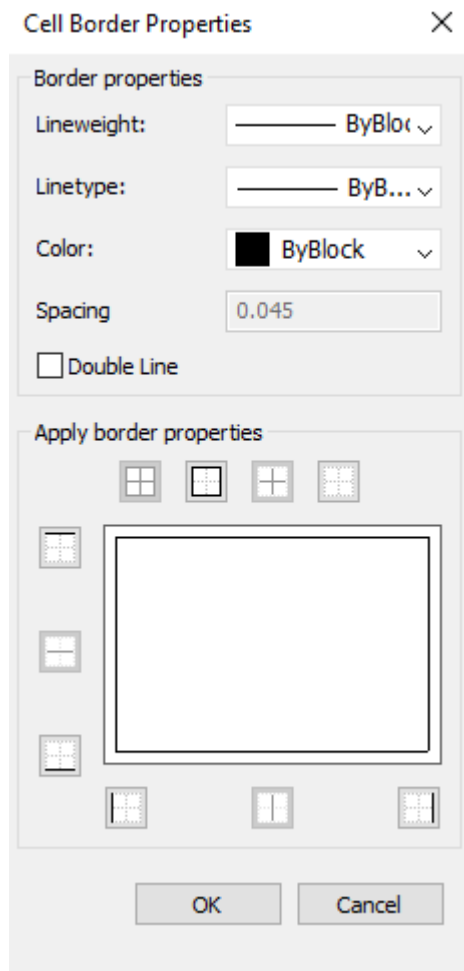 Cell Border Properties
Border properties
Lineweight: ByBloc
Linetype: ByB...
Color: ByBlock
Spacing 0.045
Double Line
Apply border properties
OK Cancel